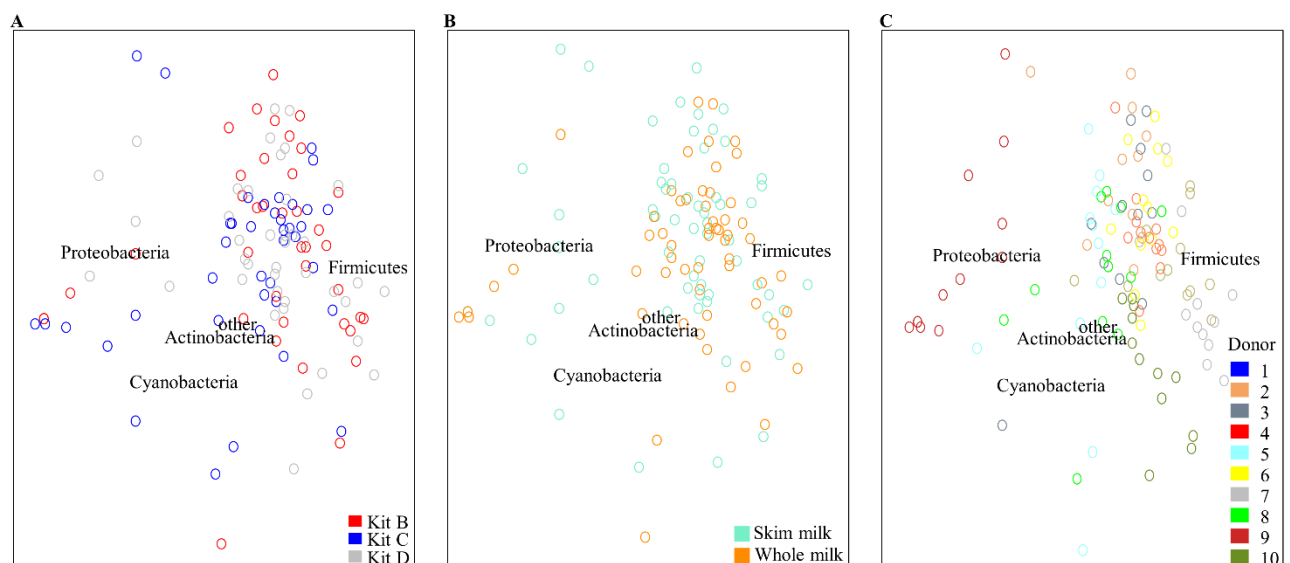 A
Proteobacteria
Firmicutes
other
Actinobacteria
Cyanobacteria
Kit B
Kit C
Kit D
B
Proteobacteria
Firmicutes
other
Actinobacteria
Cyanobacteria
Skim milk
Whole milk
C
Proteobacteria
Firmicutes
other
Actinobacteria
Cyanobacteria
Donor
1
2
3
4
5
6
7
8
9
10